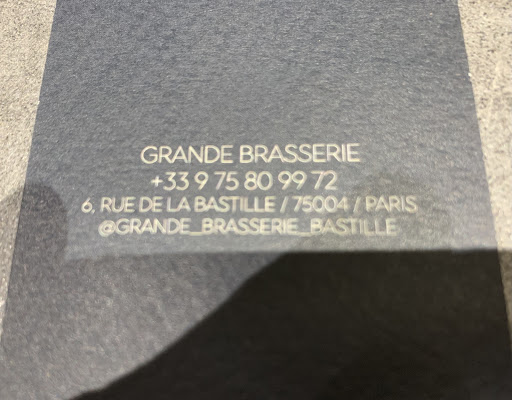 GRANDE BRASSERIE
+33 9 75 80 99 72
6, RUE DE LA BASTILLE / 75004 / PARIS
@GRANDE_BRASSERIE_BASTILLE